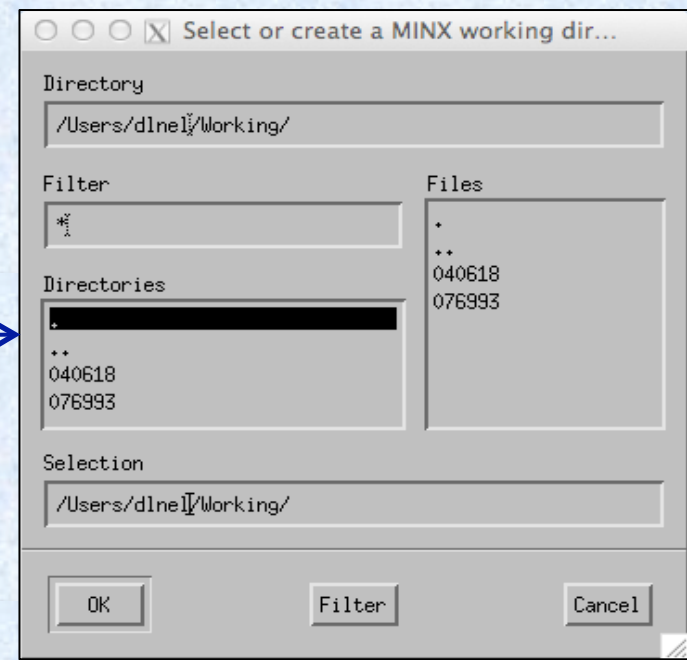 X Select or create a MINX working dir...
Directory
/Users/dlnel/Working/
Filter
*
Files
.
..
040618
076993
Directories
.
..
040618
076993
Selection
/Users/dlnel/Working/
OK
Filter
Cancel